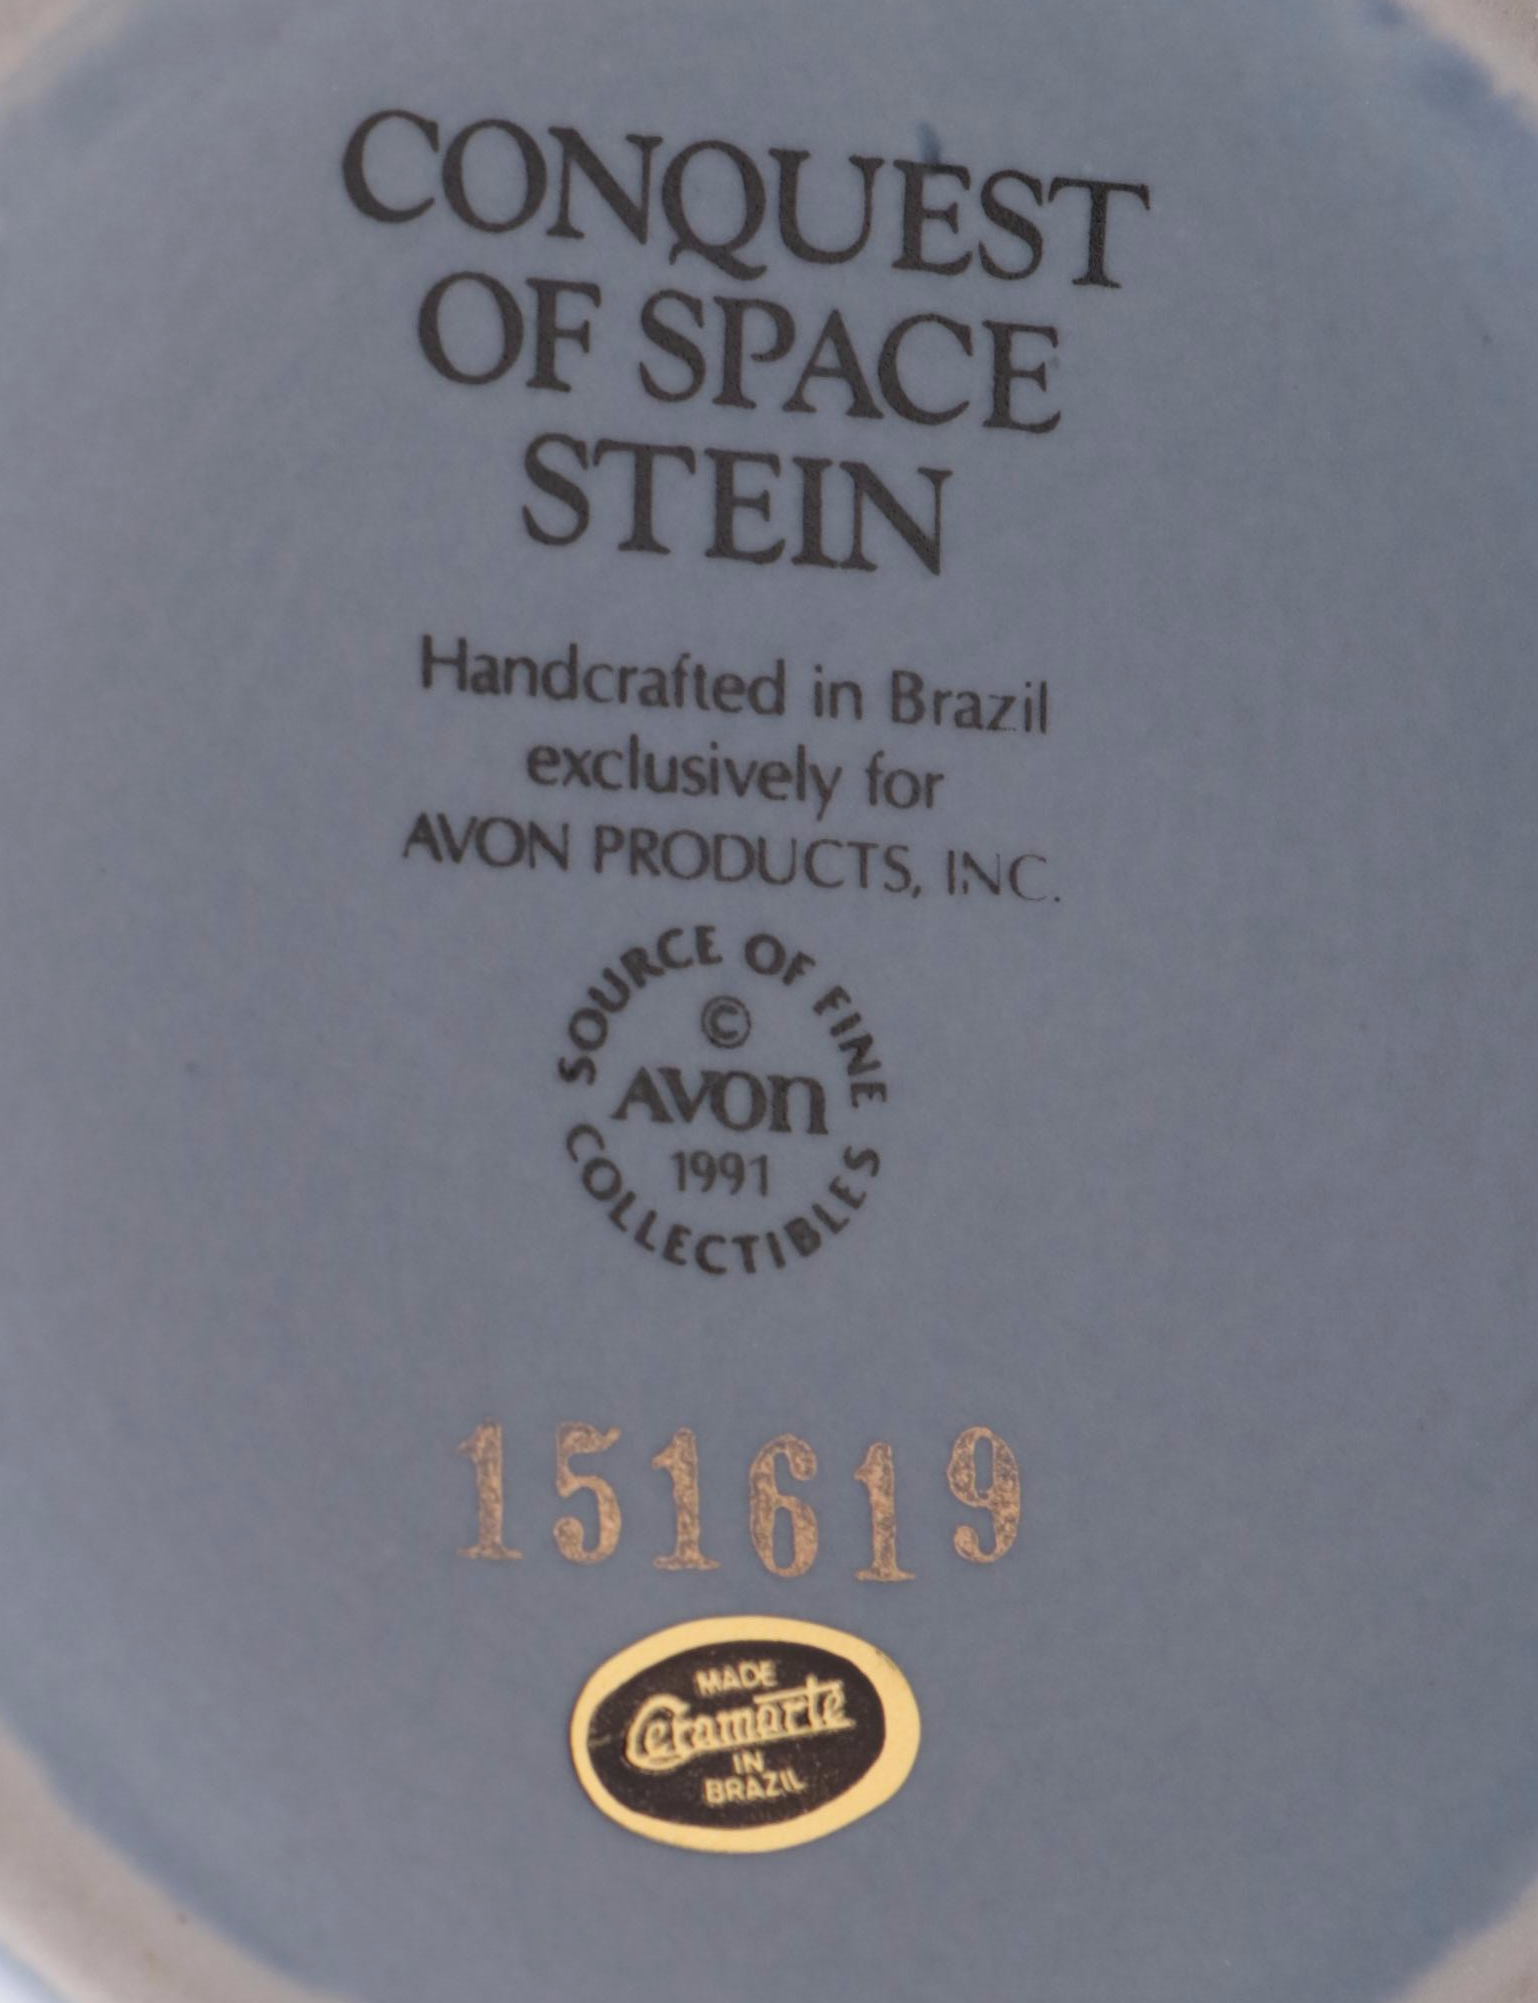 CONQUEST
OF SPACE
STEIN
Handcrafted in Brazil
exclusively for
AVON PRODUCTS, INC.
SOURCE OF FINE
©
AVON
1991
COLLECTIBLES
151619
MADE
Ceramarte
IN
BRAZIL